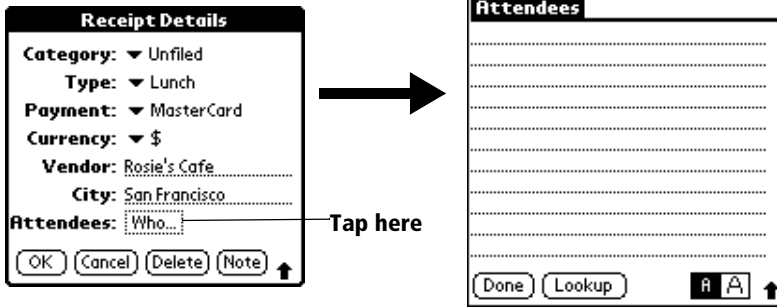 Receipt Details
Category: Unfiled
Type: Lunch
Payment: MasterCard
Currency: $
Vendor: Rosie's Cafe
City: San Francisco
Attendees: Who...
OK Cancel Delete Note
Tap here
Attendees
Done Lookup A A